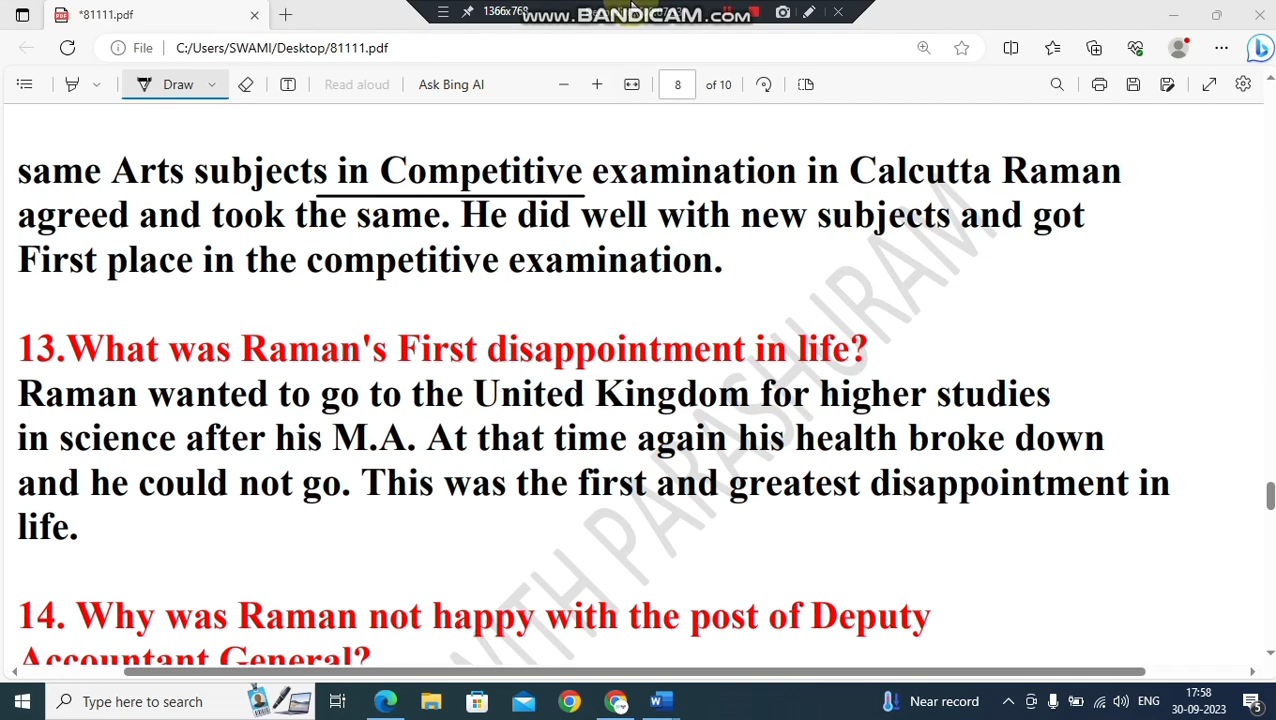 *81111.pdf
1366x768
www.BANDICAM.com
File C:/Users/SWAMI/Desktop/81111.pdf
Draw Read aloud Ask Bing AI 8 of 10
same Arts subjects in Competitive examination in Calcutta Raman
agreed and took the same. He did well with new subjects and got
First place in the competitive examination.
13.What was Raman's First disappointment in life?
Raman wanted to go to the United Kingdom for higher studies
in science after his M.A. At that time again his health broke down
and he could not go. This was the first and greatest disappointment in
life.
14. Why was Raman not happy with the post of Deputy
Accountant General?
WITH PARASHURAM
Type here to search
Near record
ENG
17:58
30-09-2023
5